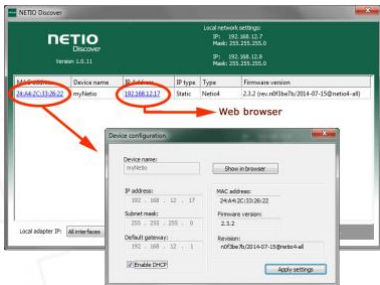 NETIO Discover
NETIO
Discover
Version 1.0.11
Local network settings:
IP: 192.168.12.7
Mask: 255.255.255.0
IP: 192.168.12.8
Mask: 255.255.255.0
MAC address Device name IP Address IP type Type Firmware version
24:A4:2C:33:26:22 myNetio 192.168.12.17 Static Netio4 2.3.2 (rev.n0f3be7b/2014-07-15@netio4-all)
Web browser
Device configuration
Device name:
myNetio
Show in browser
IP address: MAC address:
192 . 168 . 12 . 17 24:A4:2C:33:26:22
Subnet mask: Firmware version:
255 . 255 . 255 . 0 2.3.2
Default gateway: Revision:
192 . 168 . 12 . 1 n0f3be7b/2014-07-15@netio4-all
Enable DHCP
Apply settings
Local adapter IP: All interfaces